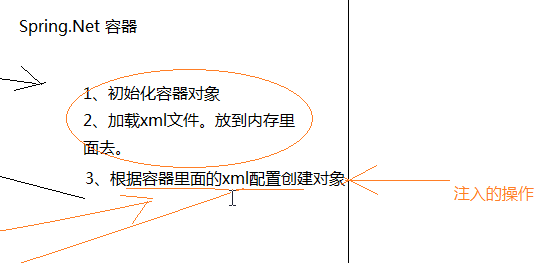 Spring.Net 容器
1、初始化容器对象
2、加载xml文件。放到内存里
面去。
3、根据容器里面的xml配置创建对象
注入的操作